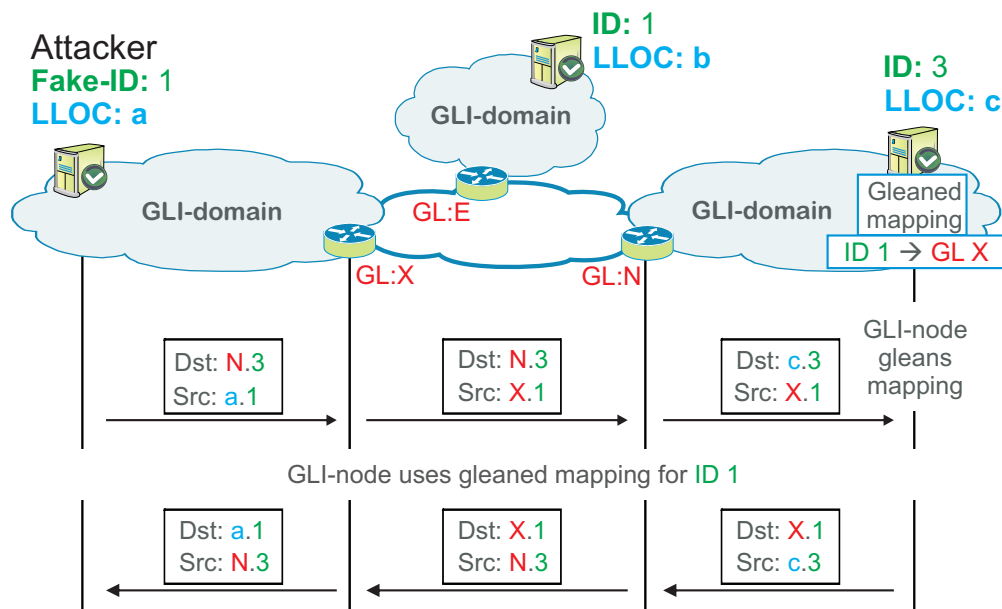 Attacker
Fake-ID: 1
LLOC: a
ID: 1
LLOC: b
ID: 3
LLOC: c
GLI-domain
GLI-domain
GLI-domain
GL:E
GL:X
GL:N
Gleaned
mapping
ID 1 → GL X
GLI-node
gleans
mapping
Dst: N.3
Src: a.1
Dst: N.3
Src: X.1
Dst: c.3
Src: X.1
GLI-node uses gleaned mapping for ID 1
Dst: a.1
Src: N.3
Dst: X.1
Src: N.3
Dst: X.1
Src: c.3